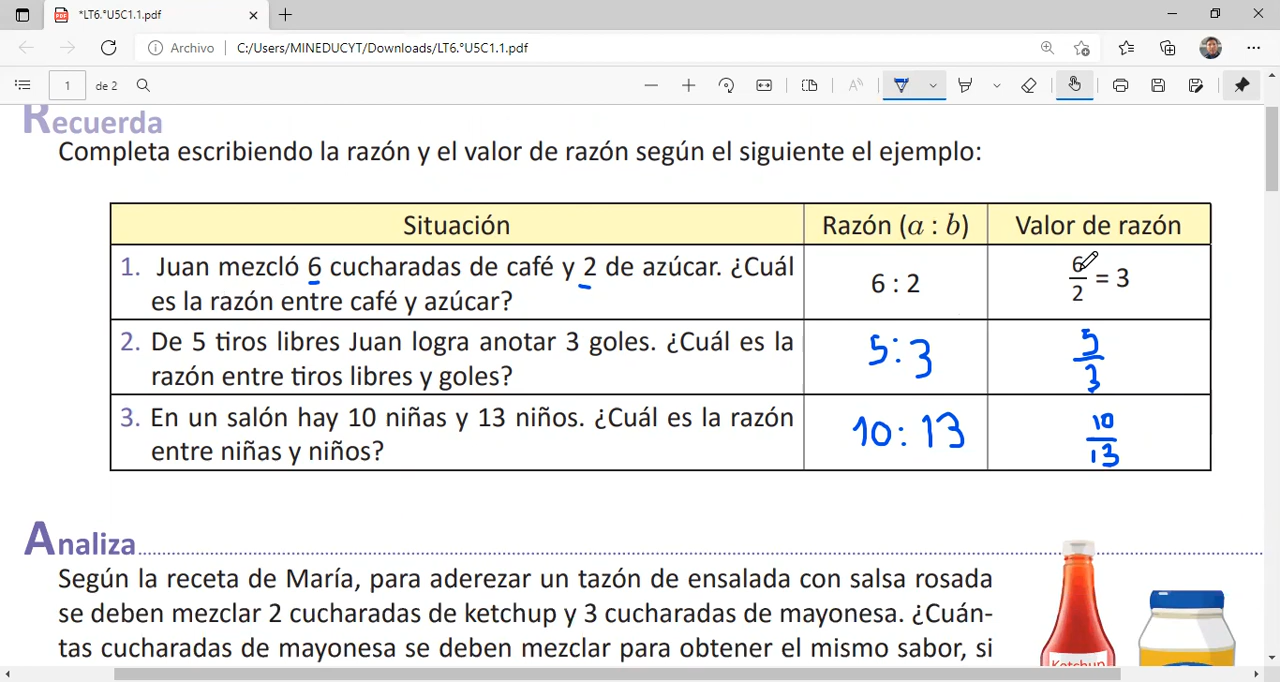 *LT6.°U5C1.1.pdf
Archivo C:/Users/MINEDUCYT/Downloads/LT6.°U5C1.1.pdf
1 de 2
Recuerda
Completa escribiendo la razón y el valor de razón según el siguiente el ejemplo:
Situación Razón (a : b) Valor de razón
1. Juan mezcló 6 cucharadas de café y 2 de azúcar. ¿Cuál
es la razón entre café y azúcar?
6 : 2
6/2 = 3
2. De 5 tiros libres Juan logra anotar 3 goles. ¿Cuál es la
razón entre tiros libres y goles?
5:3
5/3
3. En un salón hay 10 niñas y 13 niños. ¿Cuál es la razón
entre niñas y niños?
10:13
10/13
Analiza
Según la receta de María, para aderezar un tazón de ensalada con salsa rosada
se deben mezclar 2 cucharadas de ketchup y 3 cucharadas de mayonesa. ¿Cuán-
tas cucharadas de mayonesa se deben mezclar para obtener el mismo sabor, si
Ketchup